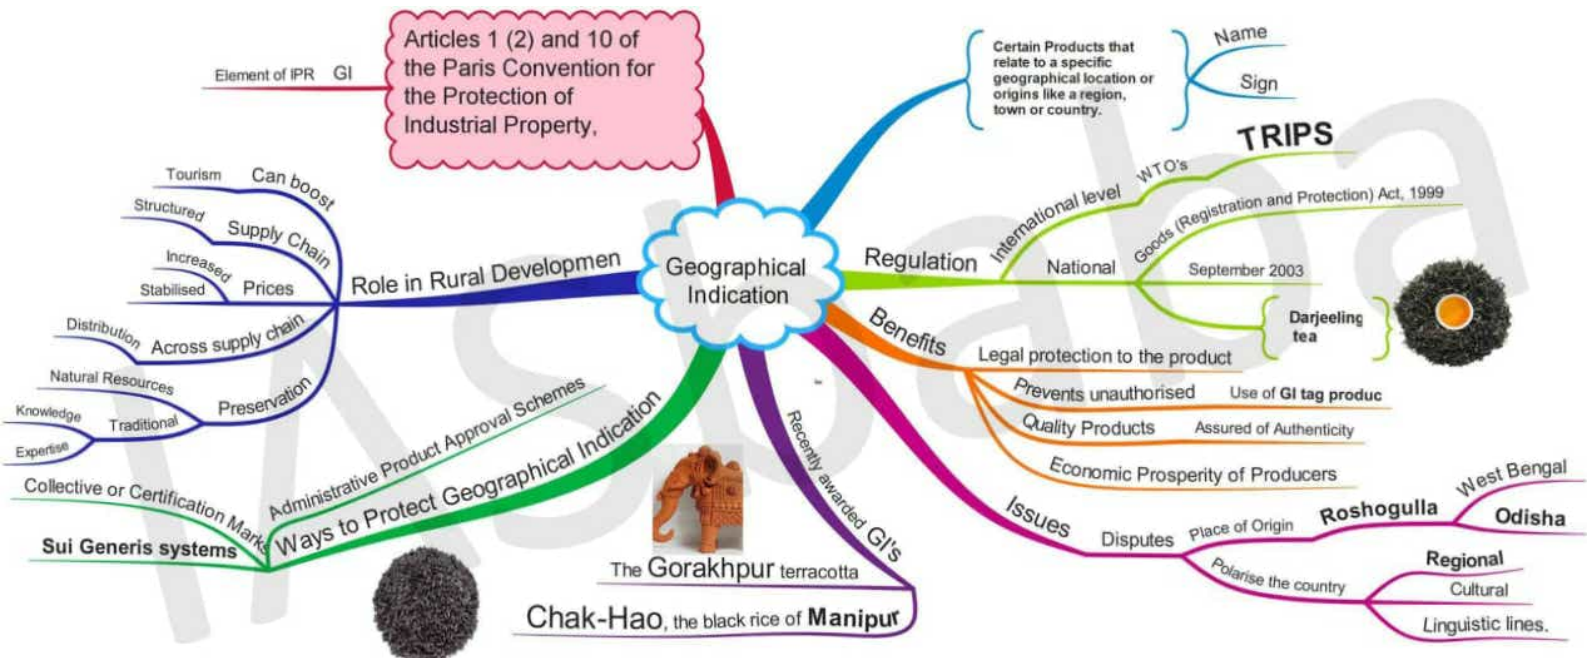 Geographical
Indication
Articles 1 (2) and 10 of
the Paris Convention for
the Protection of
Industrial Property,
Element of IPR GI
Certain Products that
relate to a specific
geographical location or
origins like a region,
town or country.
Name
Sign
Regulation
International level
WTO's
TRIPS
National
Goods (Registration and Protection) Act, 1999
September 2003
Darjeeling
tea
Benefits
Legal protection to the product
Prevents unauthorised
Use of GI tag produc
Quality Products
Assured of Authenticity
Economic Prosperity of Producers
Issues
Disputes
Place of Origin
Roshogulla
West Bengal
Odisha
Polarise the country
Regional
Cultural
Linguistic lines.
Recently awarded GI's
The Gorakhpur terracotta
Chak-Hao, the black rice of Manipur
Ways to Protect Geographical Indication
Administrative Product Approval Schemes
Collective or Certification Marks
Sui Generis systems
Role in Rural Developmen
Can boost
Tourism
Supply Chain
Structured
Prices
Increased
Stabilised
Across supply chain
Distribution
Preservation
Natural Resources
Traditional
Knowledge
Expertise
IASbaba